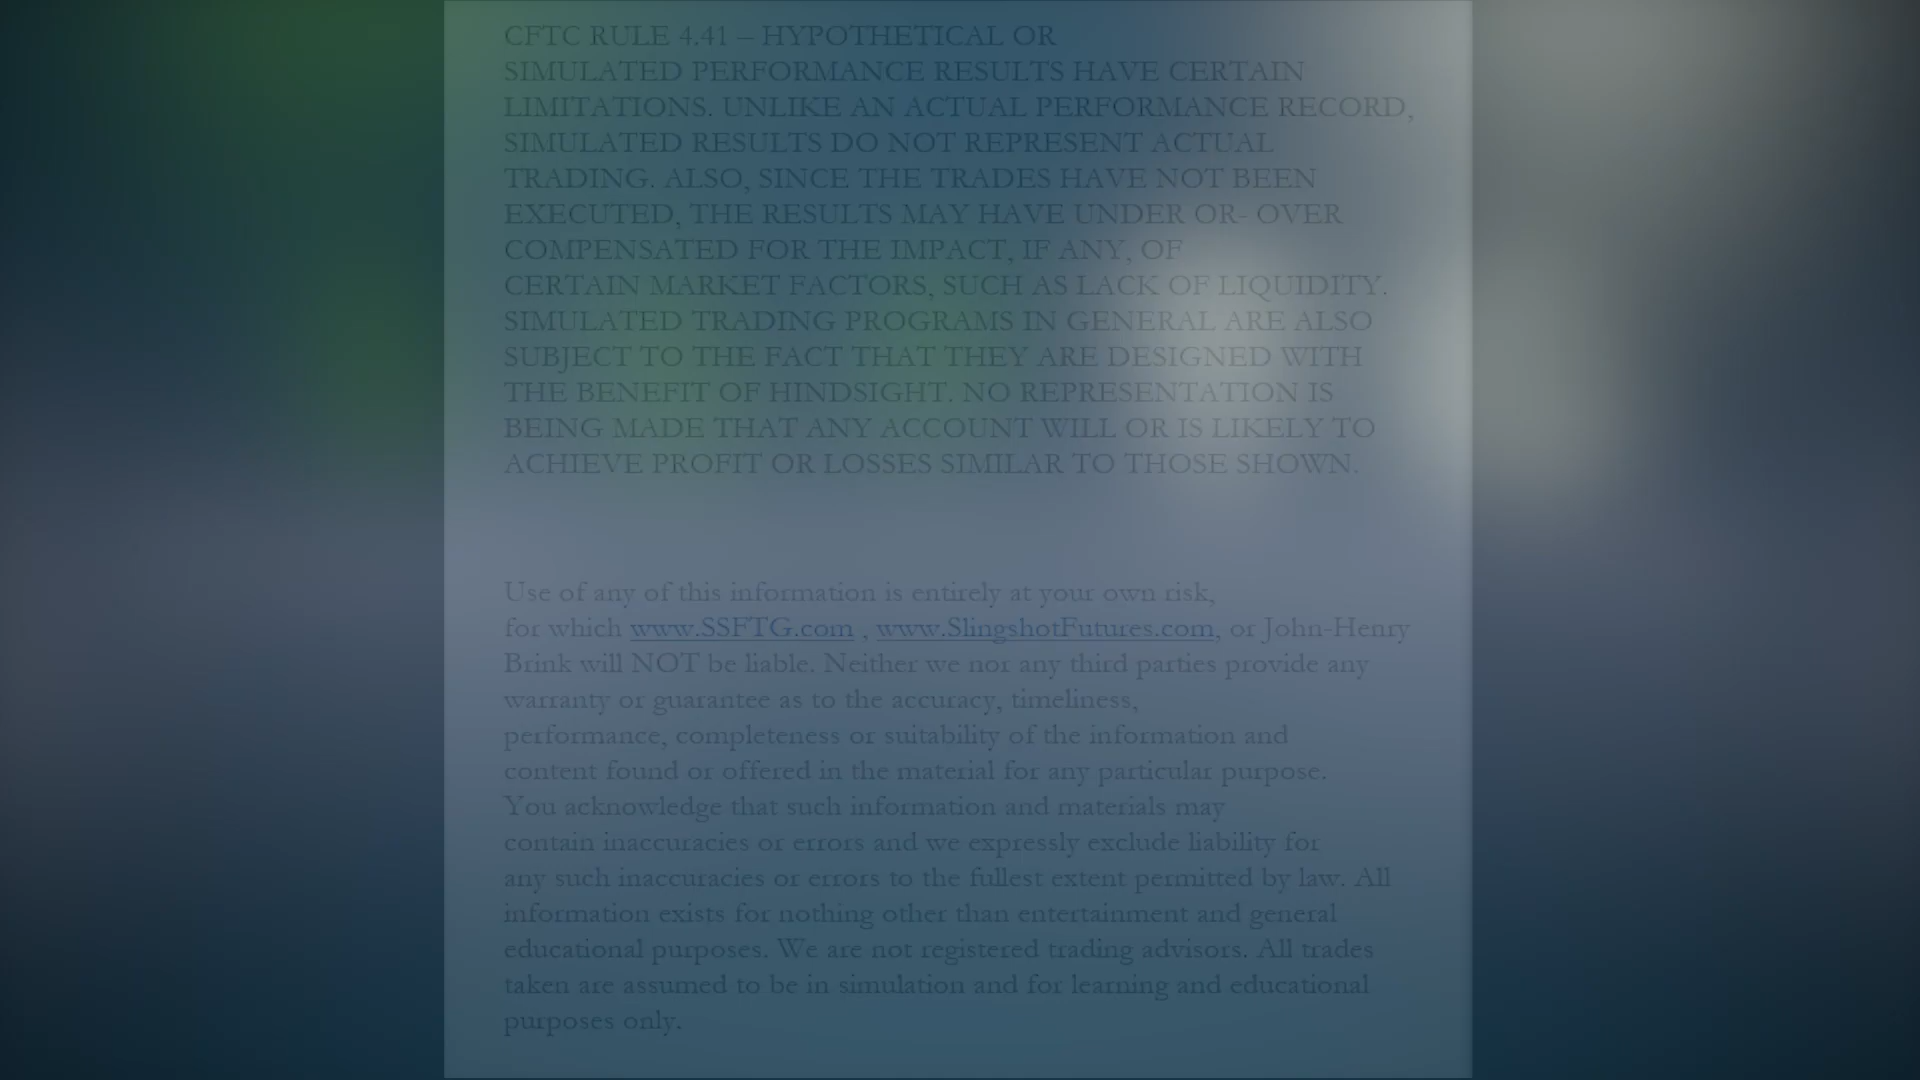 CFTC RULE 4.41 – HYPOTHETICAL OR
SIMULATED PERFORMANCE RESULTS HAVE CERTAIN
LIMITATIONS. UNLIKE AN ACTUAL PERFORMANCE RECORD,
SIMULATED RESULTS DO NOT REPRESENT ACTUAL
TRADING. ALSO, SINCE THE TRADES HAVE NOT BEEN
EXECUTED, THE RESULTS MAY HAVE UNDER OR- OVER
COMPENSATED FOR THE IMPACT, IF ANY, OF
CERTAIN MARKET FACTORS, SUCH AS LACK OF LIQUIDITY.
SIMULATED TRADING PROGRAMS IN GENERAL ARE ALSO
SUBJECT TO THE FACT THAT THEY ARE DESIGNED WITH
THE BENEFIT OF HINDSIGHT. NO REPRESENTATION IS
BEING MADE THAT ANY ACCOUNT WILL OR IS LIKELY TO
ACHIEVE PROFIT OR LOSSES SIMILAR TO THOSE SHOWN.
Use of any of this information is entirely at your own risk,
for which www.SSFTG.com , www.SlingshotFutures.com, or John-Henry
Brink will NOT be liable. Neither we nor any third parties provide any
warranty or guarantee as to the accuracy, timeliness,
performance, completeness or suitability of the information and
content found or offered in the material for any particular purpose.
You acknowledge that such information and materials may
contain inaccuracies or errors and we expressly exclude liability for
any such inaccuracies or errors to the fullest extent permitted by law. All
information exists for nothing other than entertainment and general
educational purposes. We are not registered trading advisors. All trades
taken are assumed to be in simulation and for learning and educational
purposes only.